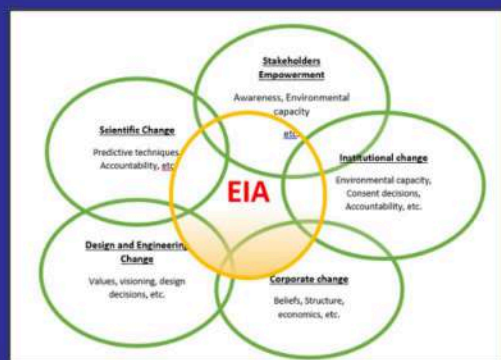 Stakeholders
Empowerment
Awareness, Environmental
capacity
etc.
Scientific Change
Predictive techniques.
Accountability, etc
EIA
Institutional change
Environmental capacity,
Consent decisions,
Accountability, etc.
Design and Engineering
Change
Values, visioning, design
decisions, etc.
Corporate change
Beliefs, Structure,
economics, etc.